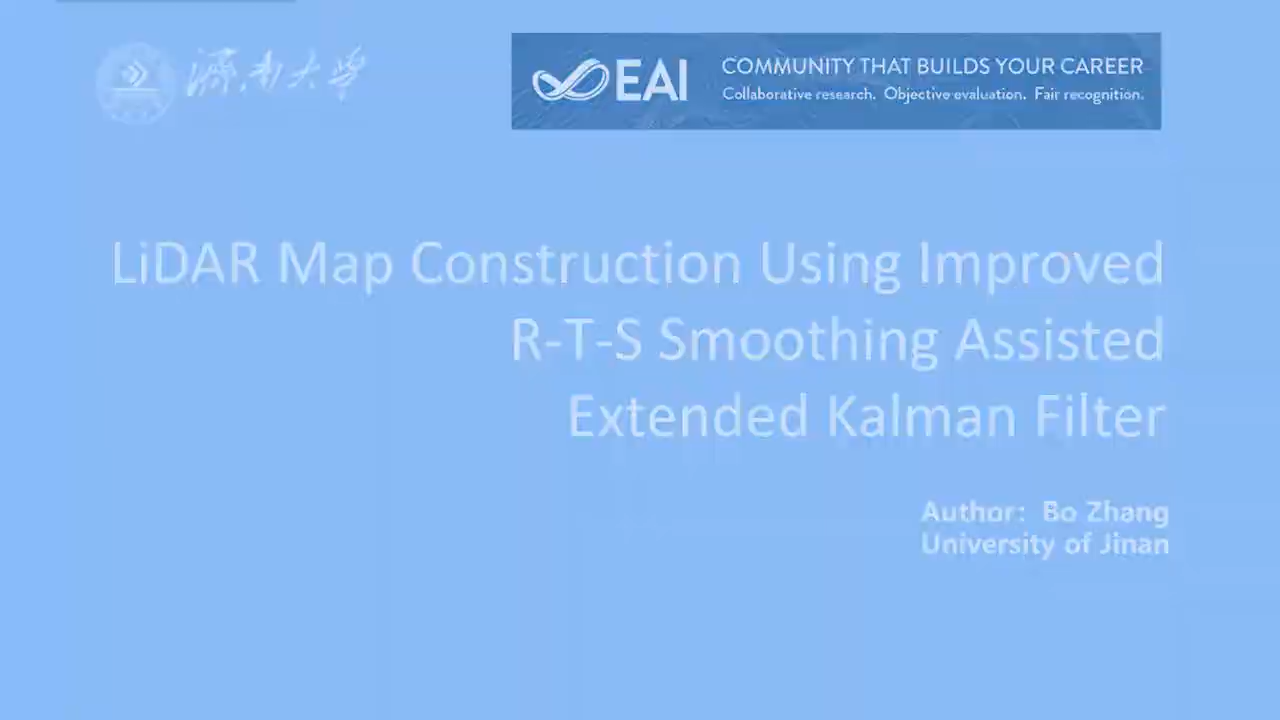 濟南大學
EAI
COMMUNITY THAT BUILDS YOUR CAREER
Collaborative research. Objective evaluation. Fair recognition.
LiDAR Map Construction Using Improved
R-T-S Smoothing Assisted
Extended Kalman Filter
Author： Bo Zhang
University of Jinan